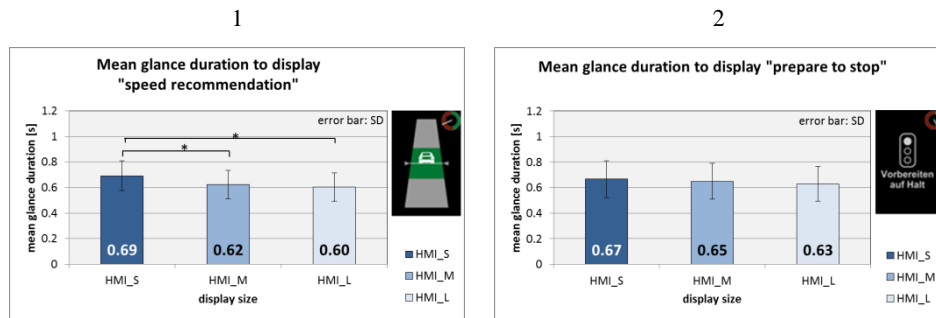 1
Mean glance duration to display
"speed recommendation"
mean glance duration [s]
1.2
1
0.8
0.6
0.4
0.2
0
error bar: SD
*
*
0.69
0.62
0.60
HMI_S
HMI_M
HMI_L
display size
HMI_S
HMI_M
HMI_L
2
Mean glance duration to display "prepare to stop"
mean glance duration [s]
1.2
1
0.8
0.6
0.4
0.2
0
error bar: SD
0.67
0.65
0.63
HMI_S
HMI_M
HMI_L
display size
Vorbereiten
auf Halt
HMI_S
HMI_M
HMI_L